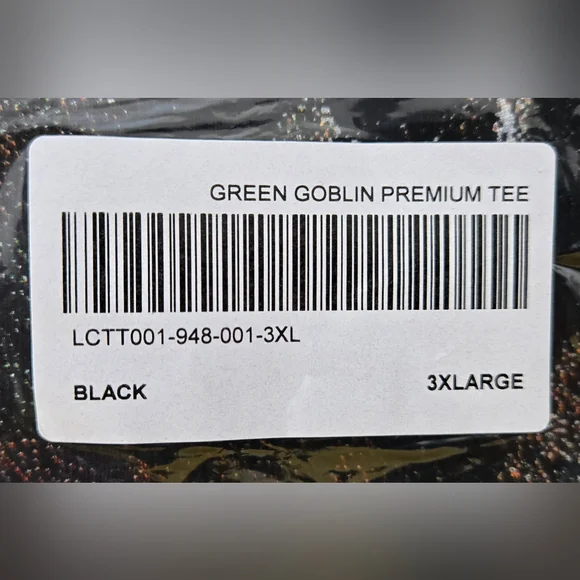 GREEN GOBLIN PREMIUM TEE
LCTT001-948-001-3XL
BLACK
3XLARGE